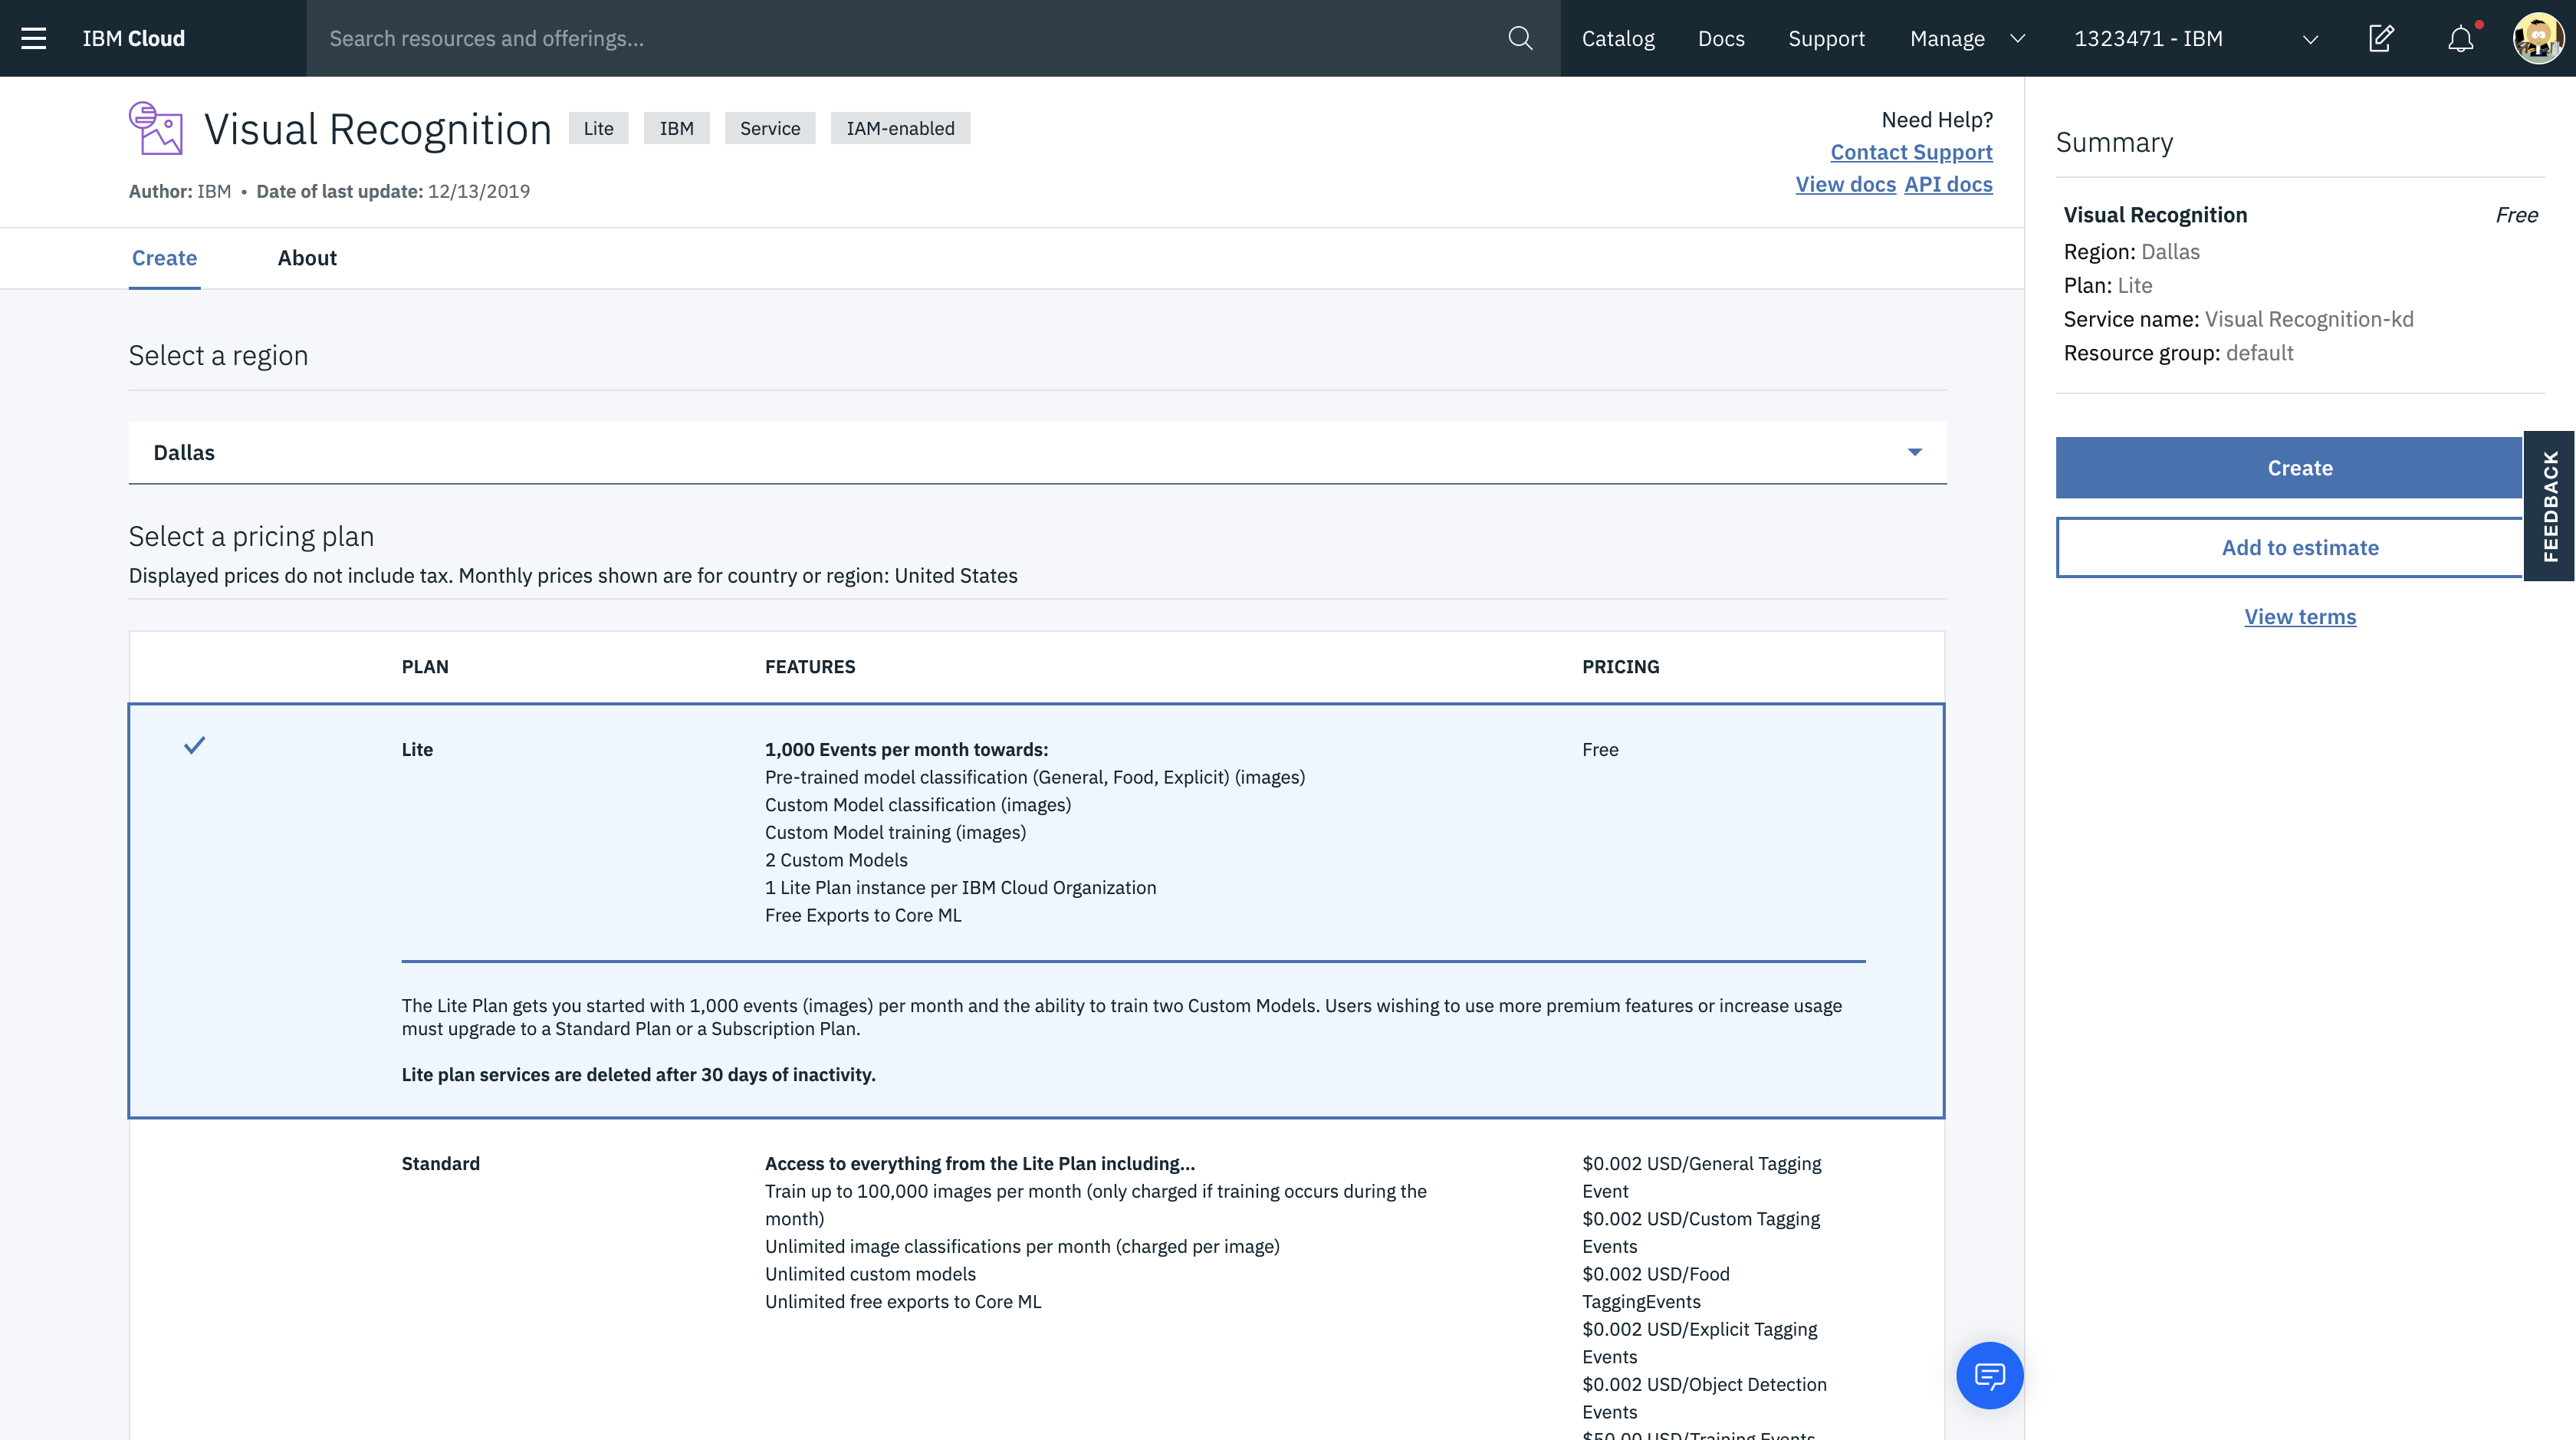 IBM Cloud
Search resources and offerings...
Catalog
Docs
Support
Manage
1323471 - IBM
Visual Recognition
Lite
IBM
Service
IAM-enabled
Author: IBM • Date of last update: 12/13/2019
Need Help?
Contact Support
View docs API docs
Create
About
Select a region
Dallas
Select a pricing plan
Displayed prices do not include tax. Monthly prices shown are for country or region: United States
PLAN
FEATURES
PRICING
Lite
1,000 Events per month towards:
Pre-trained model classification (General, Food, Explicit) (images)
Custom Model classification (images)
Custom Model training (images)
2 Custom Models
1 Lite Plan instance per IBM Cloud Organization
Free Exports to Core ML
Free
The Lite Plan gets you started with 1,000 events (images) per month and the ability to train two Custom Models. Users wishing to use more premium features or increase usage
must upgrade to a Standard Plan or a Subscription Plan.
Lite plan services are deleted after 30 days of inactivity.
Standard
Access to everything from the Lite Plan including...
Train up to 100,000 images per month (only charged if training occurs during the
month)
Unlimited image classifications per month (charged per image)
Unlimited custom models
Unlimited free exports to Core ML
$0.002 USD/General Tagging
Event
$0.002 USD/Custom Tagging
Events
$0.002 USD/Food
TaggingEvents
$0.002 USD/Explicit Tagging
Events
$0.002 USD/Object Detection
Events
$50.00 USD/Training Events
Summary
Visual Recognition
Free
Region: Dallas
Plan: Lite
Service name: Visual Recognition-kd
Resource group: default
Create
Add to estimate
View terms
FEEDBACK